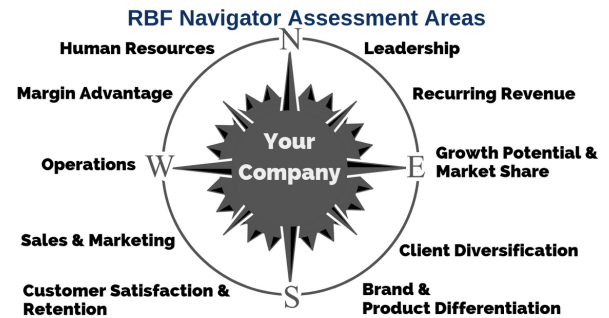 RBF Navigator Assessment Areas
N
Human Resources
Leadership
Margin Advantage
Recurring Revenue
Your
Company
Operations
W
E
Growth Potential &
Market Share
Sales & Marketing
Client Diversification
Customer Satisfaction &
Retention
S
Brand &
Product Differentiation